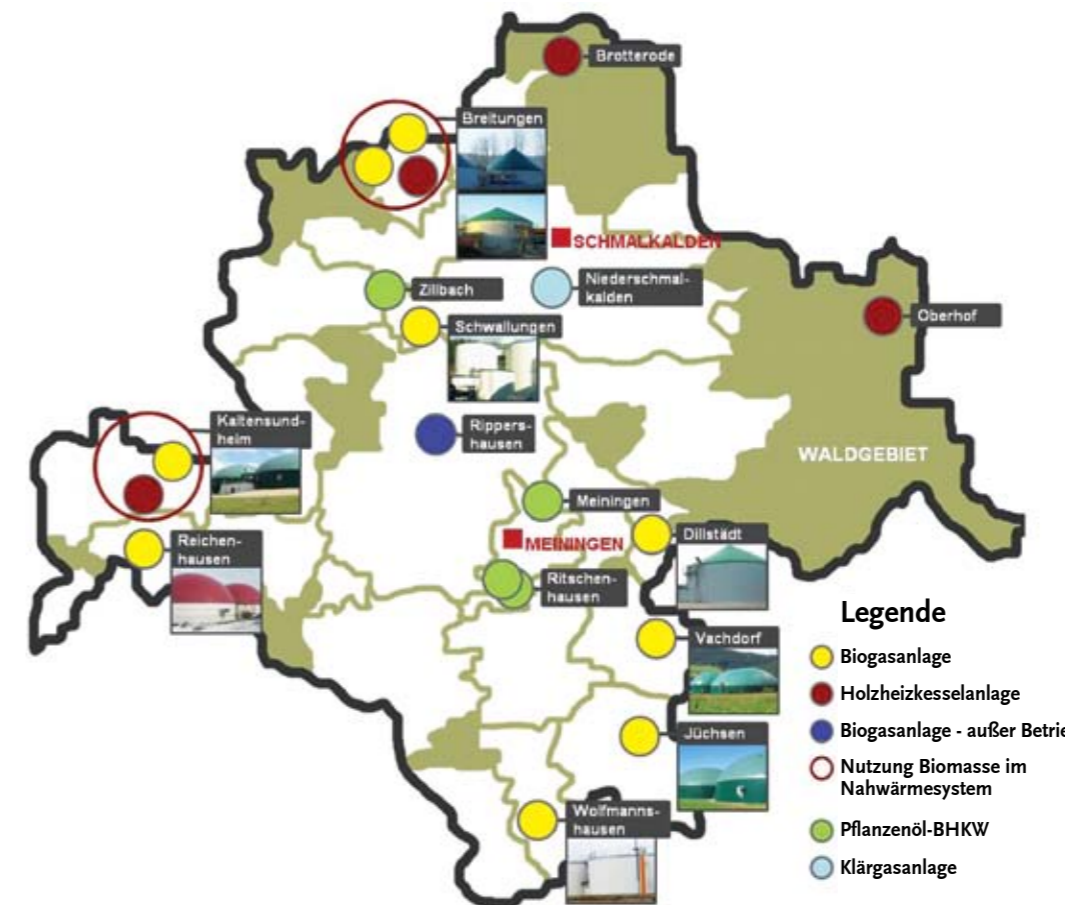 Brotterode
Breitungen
SCHMALKALDEN
Zillbach
Niederschmal-
kalden
Schwallungen
Oberhof
Kaltensund-
heim
Rippers-
hausen
WALDGEBIET
Meiningen
Reichen-
hausen
MEININGEN
Dillstädt
Ritschen-
hausen
Vachdorf
Jüchsen
Wolfmanns-
hausen
Legende
Biogasanlage
Holzheizkesselanlage
Biogasanlage - außer Betrie
Nutzung Biomasse im
Nahwärmesystem
Pflanzenöl-BHKW
Klärgasanlage